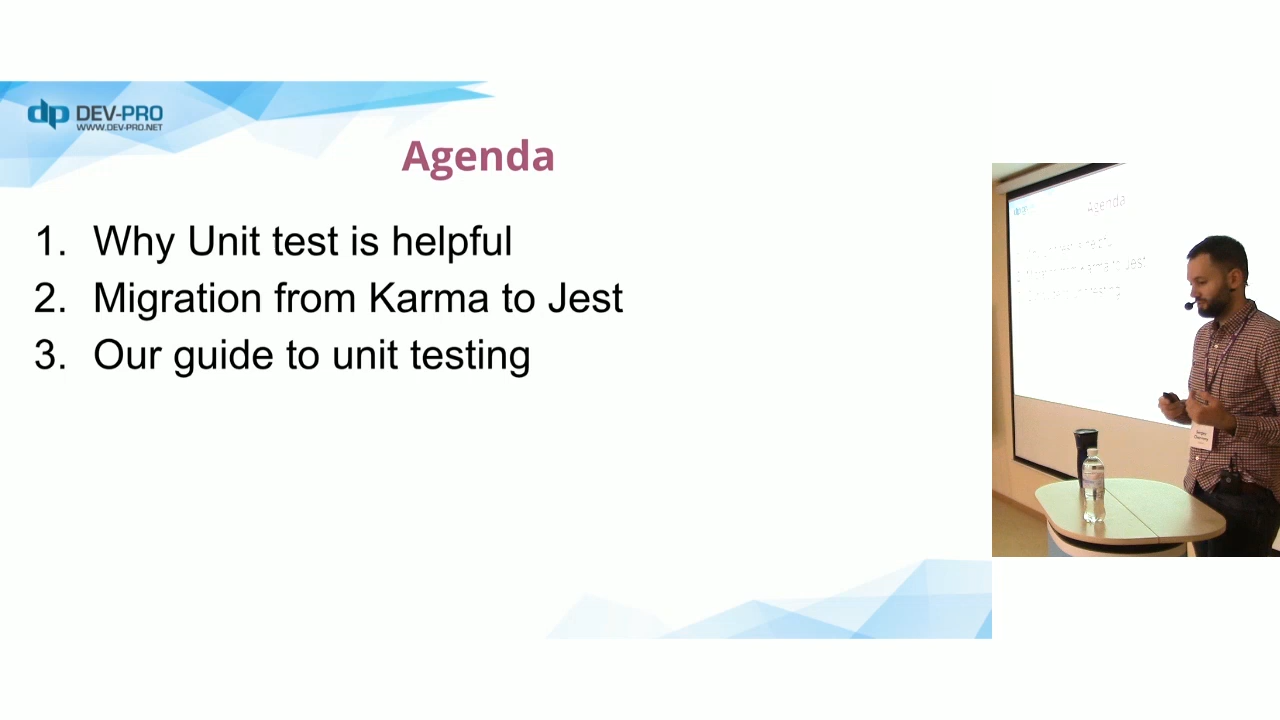 dp DEV-PRO
WWW.DEV-PRO.NET
Agenda
1. Why Unit test is helpful
2. Migration from Karma to Jest
3. Our guide to unit testing
Agenda